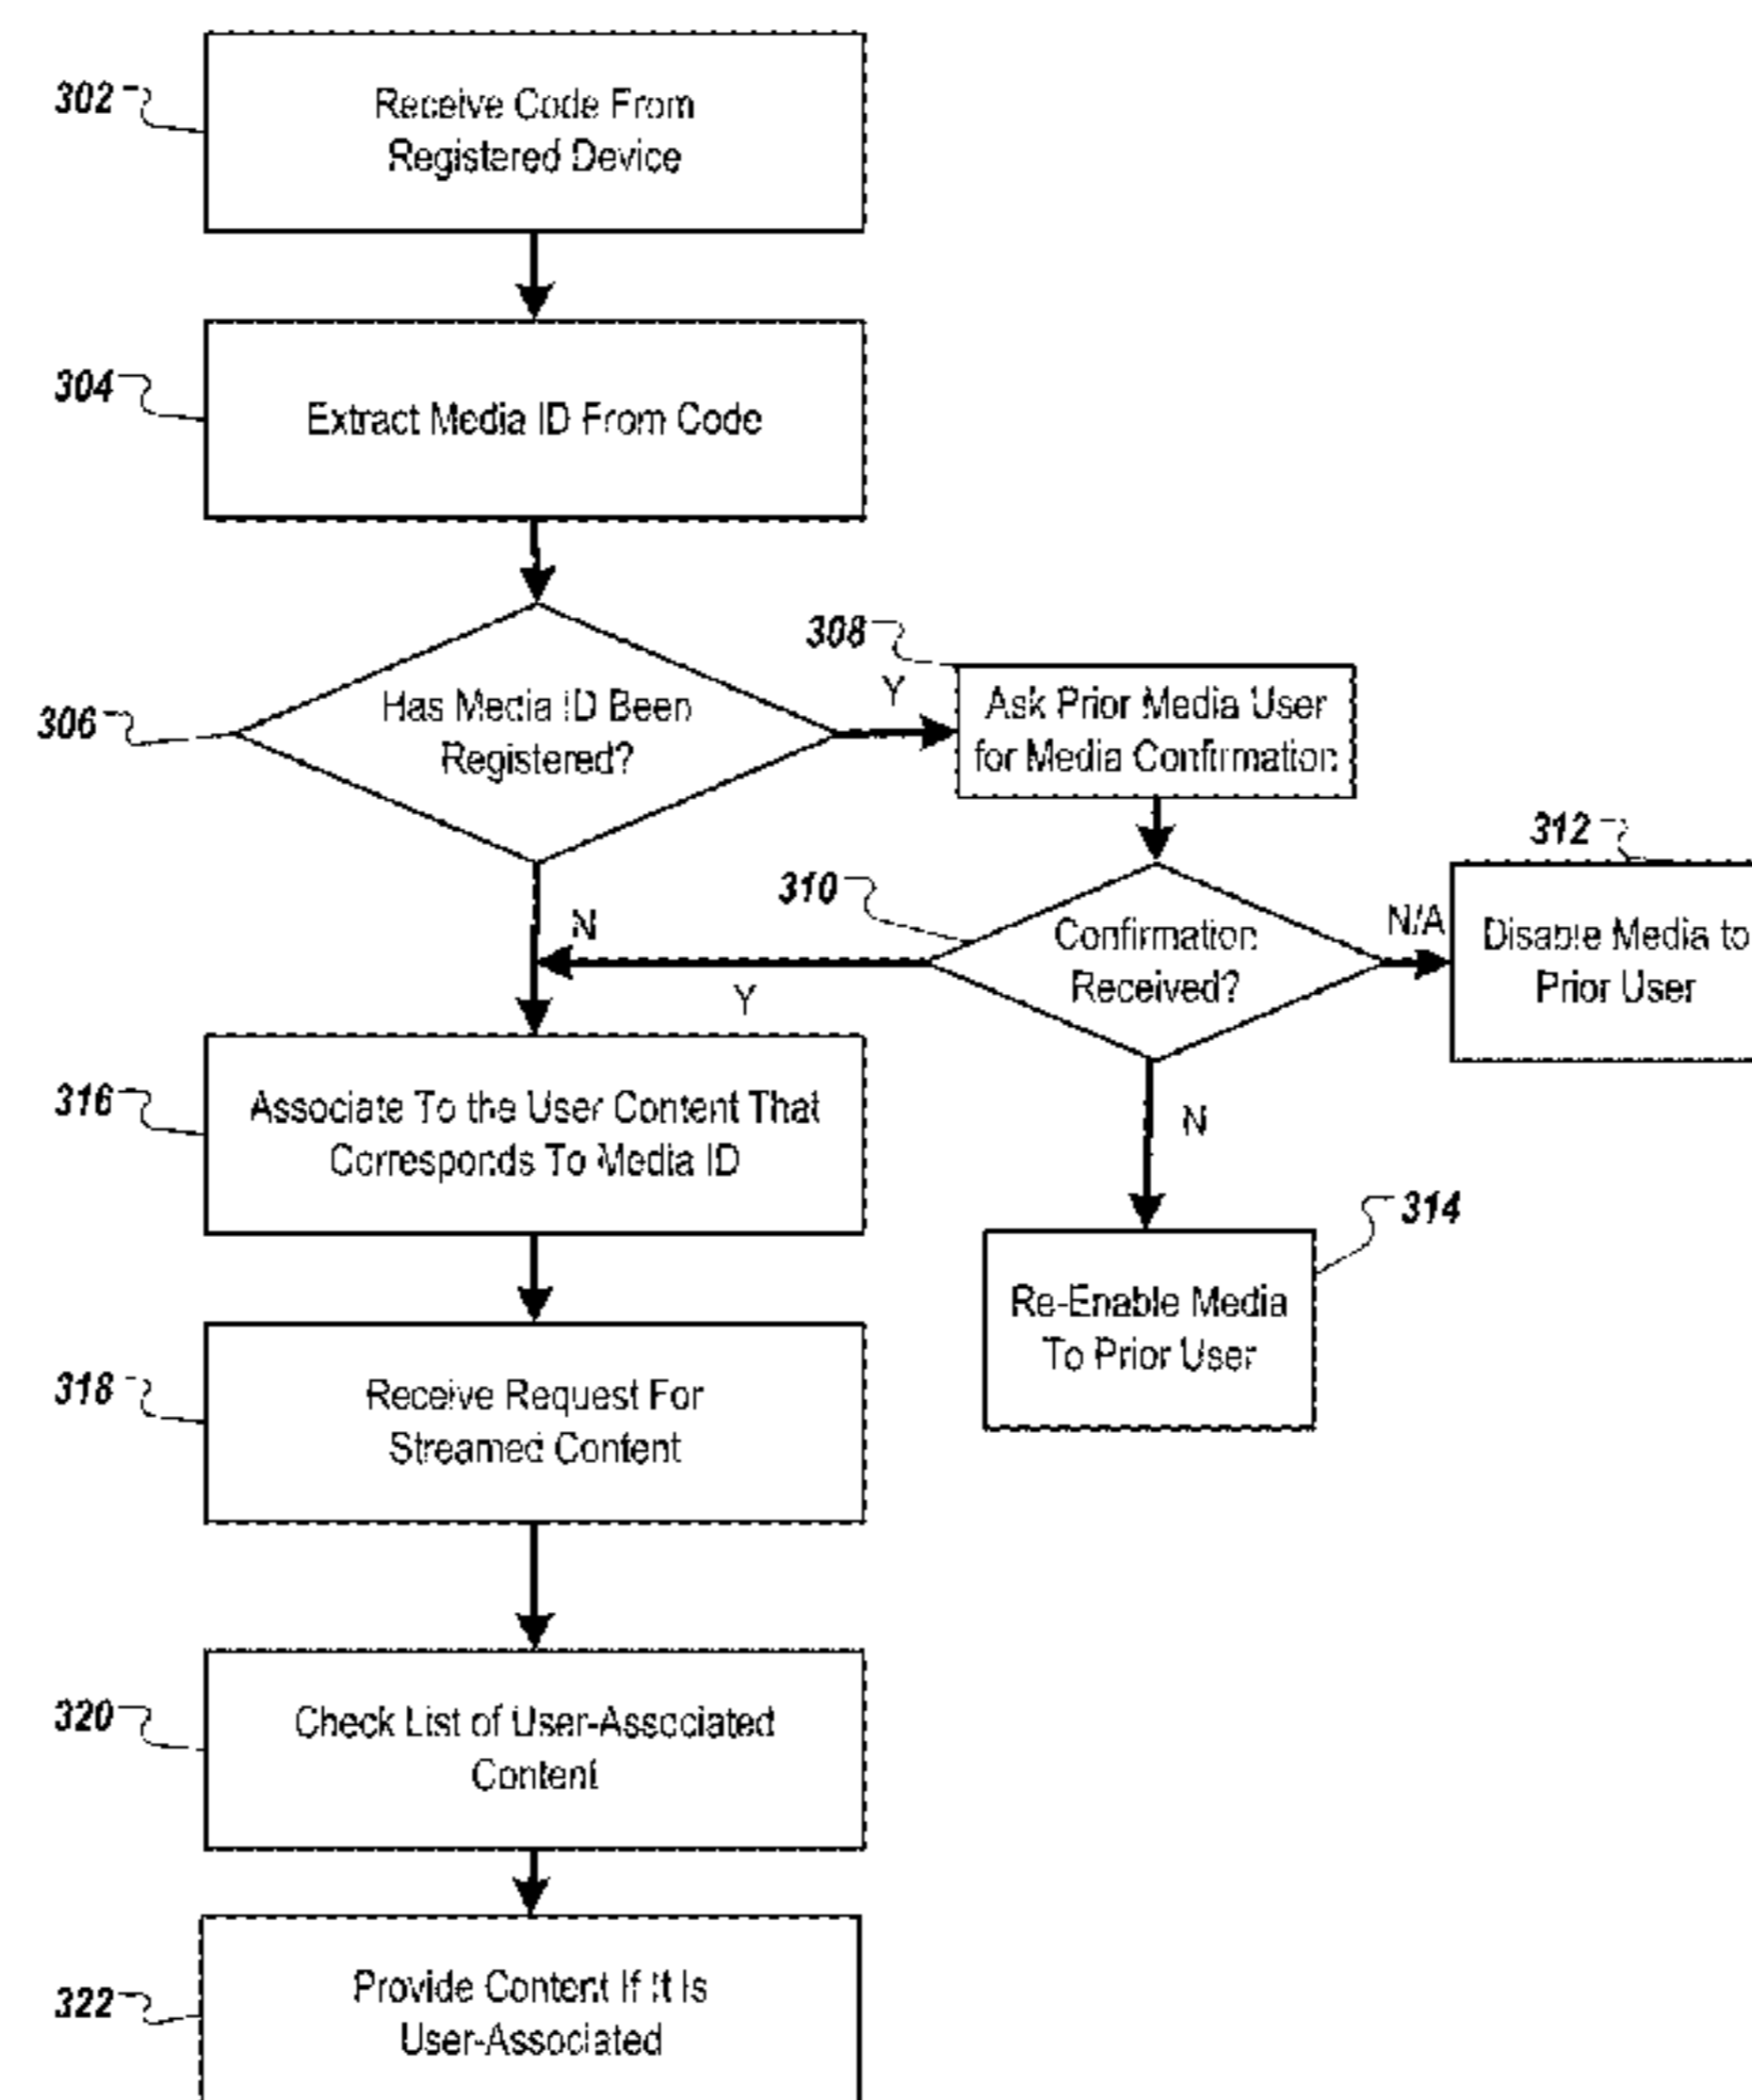 302
Receive Code From
Registered Device
304
Extract Media ID From Code
306
Has Media ID Been
Registered?
Y
308
Ask Prior Media User
for Media Confirmation
310
Confirmation
Received?
N/A
312
Disable Media to
Prior User
N
Y
N
314
Re-Enable Media
To Prior User
316
Associate To the User Content That
Corresponds To Media ID
318
Receive Request For
Streamed Content
320
Check List of User-Associated
Content
322
Provide Content If It Is
User-Associated